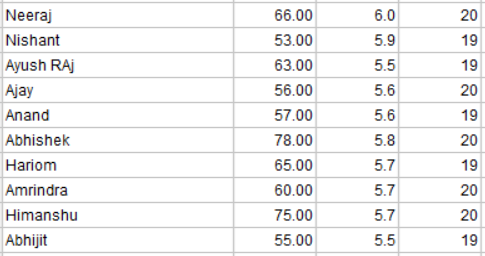 Neeraj 66.00 6.0 20
Nishant 53.00 5.9 19
Ayush RAj 63.00 5.5 19
Ajay 56.00 5.6 20
Anand 57.00 5.6 19
Abhishek 78.00 5.8 20
Hariom 65.00 5.7 19
Amrindra 60.00 5.7 20
Himanshu 75.00 5.7 20
Abhijit 55.00 5.5 19